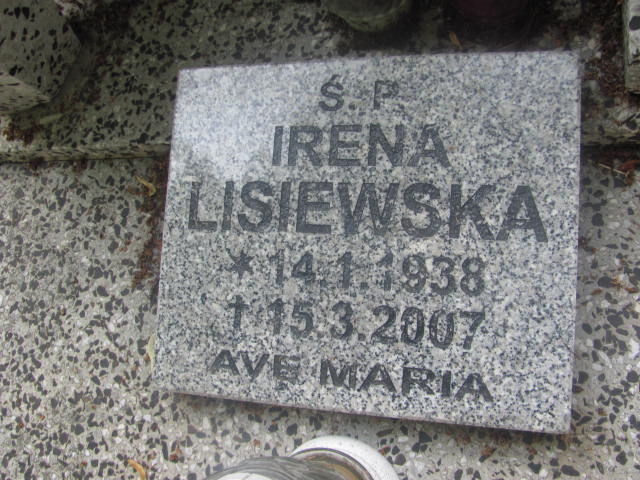 Ś. P.
IRENA
LISIEWSKA
* 14.1.1938
† 15.3.2007
AVE MARIA